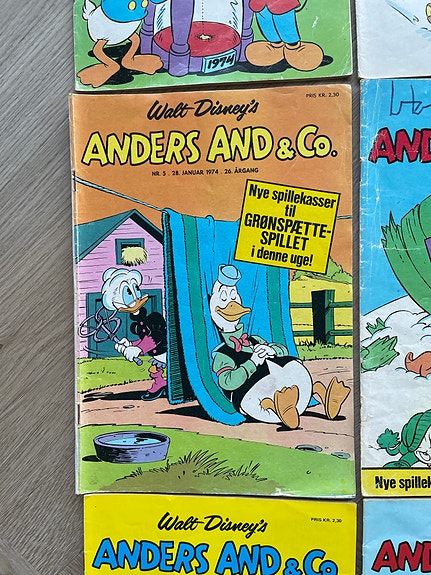 1974
PRIS KR. 2,30
Walt Disney's
ANDERS AND & Co.
NR. 5 . 28. JANUAR 1974 . 26. ÅRGANG
Nye spillekasser
til
GRØNSPÆTTE-
SPILLET
i denne uge!
AND
Nye spillek
Walt Disney's
PRIS KR. 2,30
ANDERS AND & Co
AND